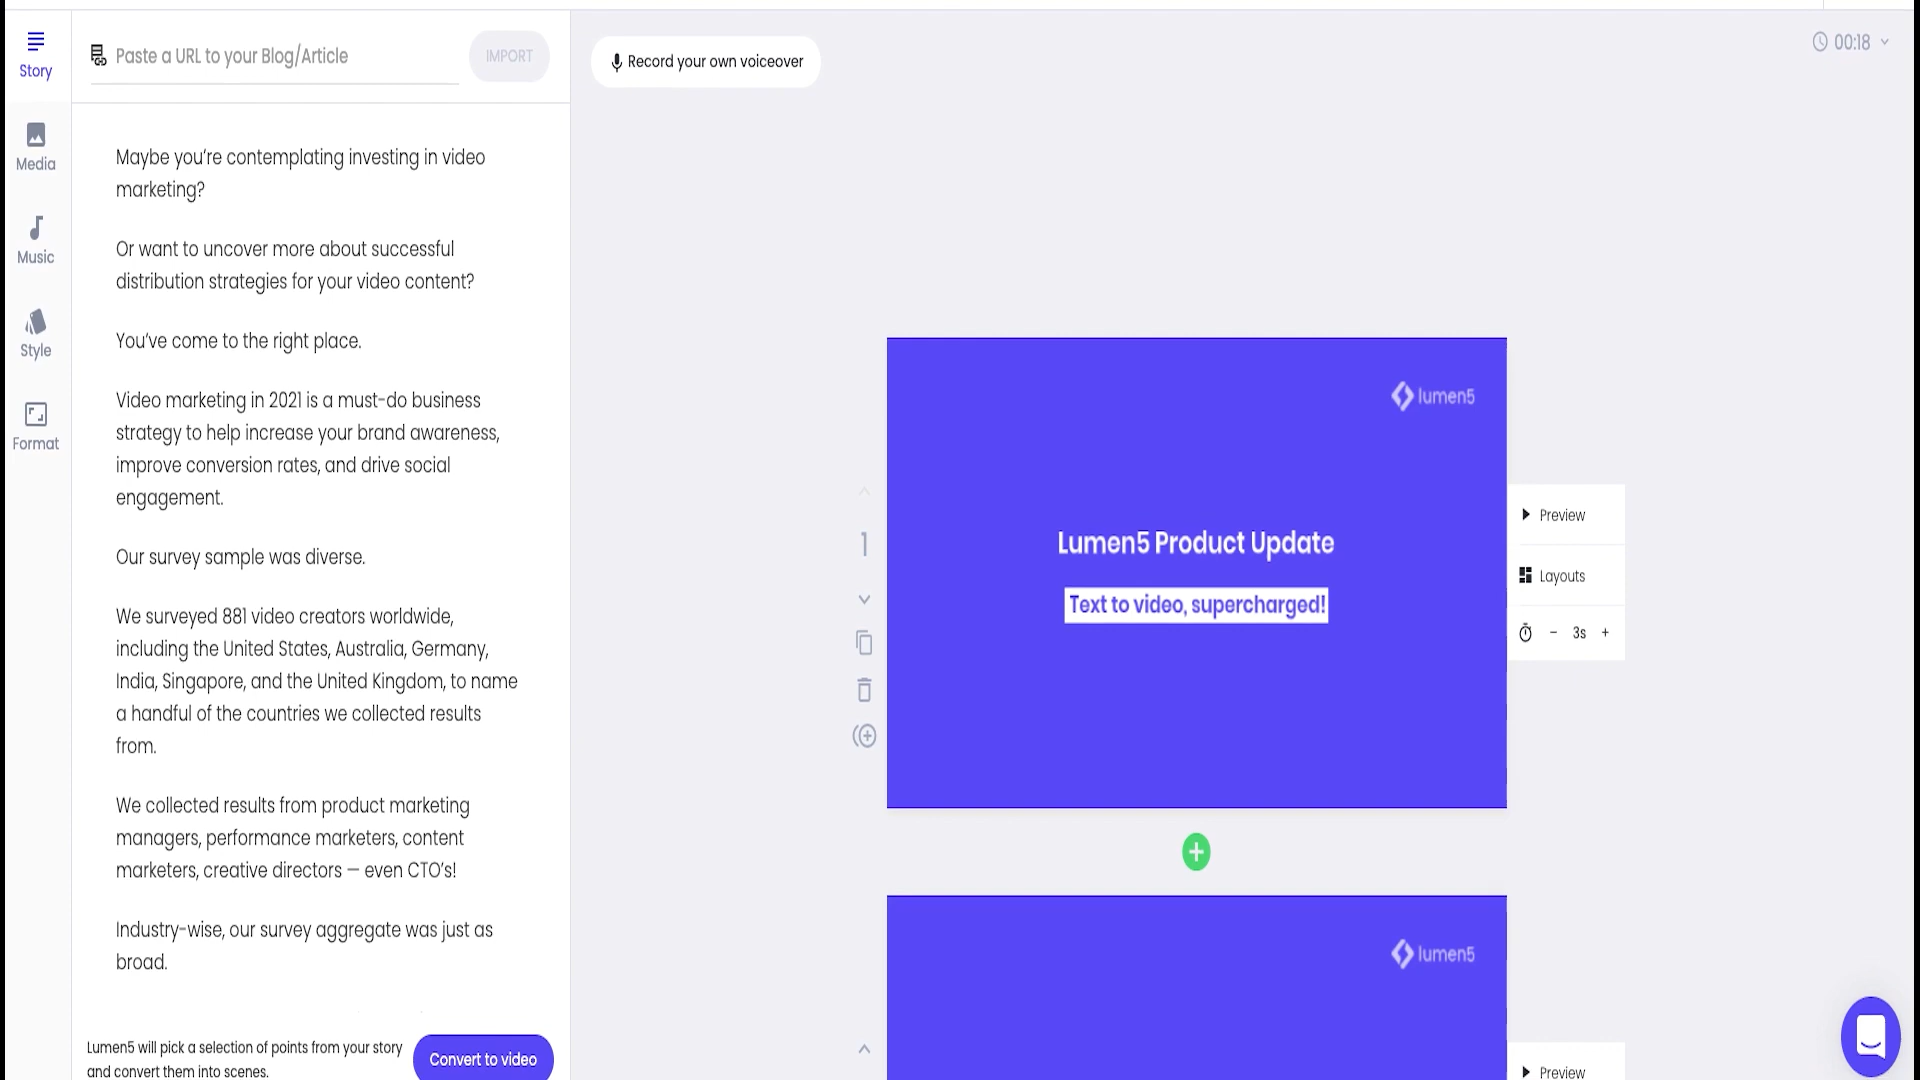 Story
Media
Music
Style
Format
Paste a URL to your Blog/Article
IMPORT
Maybe you're contemplating investing in video
marketing?
Or want to uncover more about successful
distribution strategies for your video content?
You've come to the right place.
Video marketing in 2021 is a must-do business
strategy to help increase your brand awareness,
improve conversion rates, and drive social
engagement.
Our survey sample was diverse.
We surveyed 881 video creators worldwide,
including the United States, Australia, Germany,
India, Singapore, and the United Kingdom, to name
a handful of the countries we collected results
from.
We collected results from product marketing
managers, performance marketers, content
marketers, creative directors — even CTO's!
Industry-wise, our survey aggregate was just as
broad.
Lumen5 will pick a selection of points from your story
and convert them into scenes.
Convert to video
Record your own voiceover
00:18
1
lumen5
Lumen5 Product Update
Text to video, supercharged!
Preview
Layouts
− 3s +
lumen5
Preview